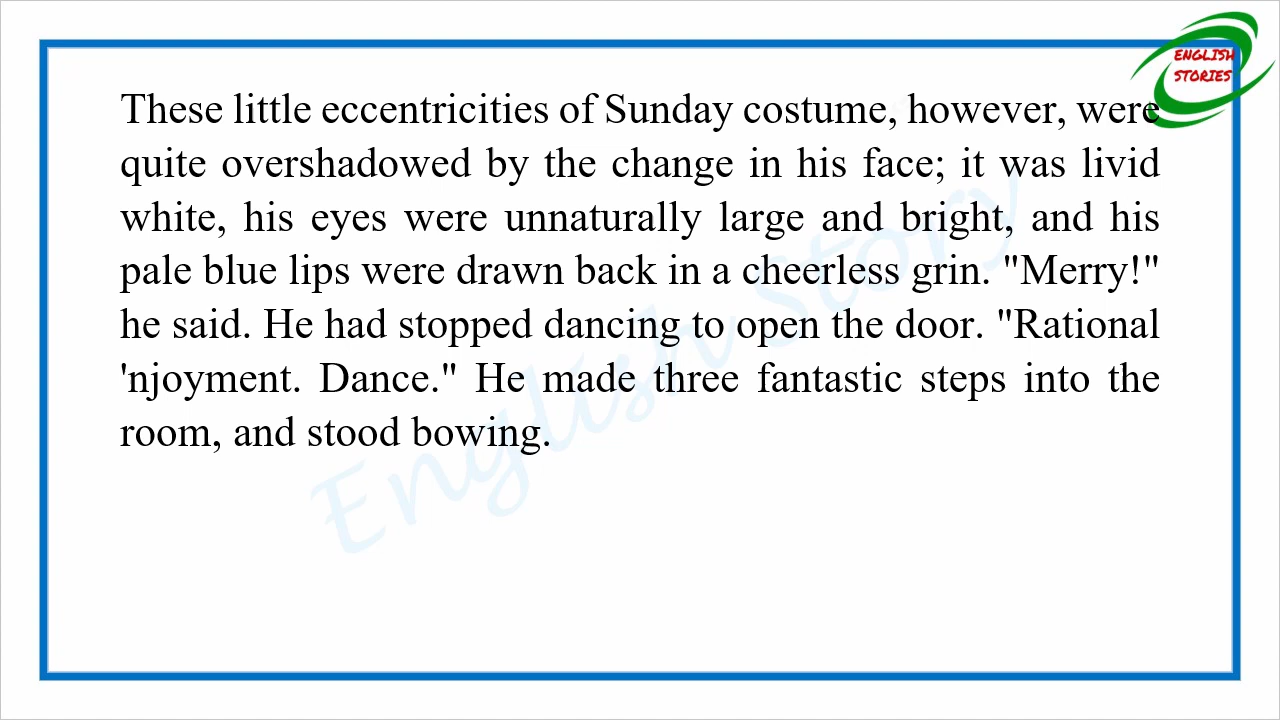 ENGLISH
STORIES
These little eccentricities of Sunday costume, however, were
quite overshadowed by the change in his face; it was livid
white, his eyes were unnaturally large and bright, and his
pale blue lips were drawn back in a cheerless grin. "Merry!"
he said. He had stopped dancing to open the door. "Rational
'njoyment. Dance." He made three fantastic steps into the
room, and stood bowing.
English Story